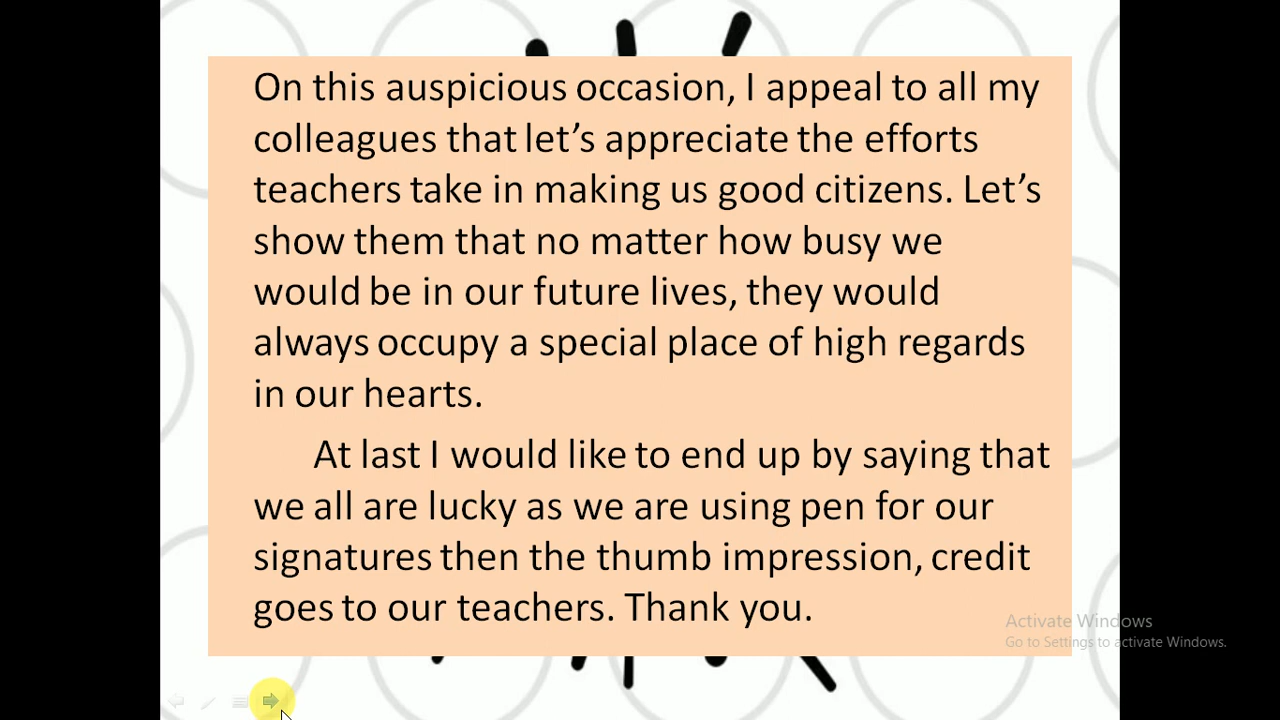 On this auspicious occasion, I appeal to all my
colleagues that let’s appreciate the efforts
teachers take in making us good citizens. Let’s
show them that no matter how busy we
would be in our future lives, they would
always occupy a special place of high regards
in our hearts.
At last I would like to end up by saying that
we all are lucky as we are using pen for our
signatures then the thumb impression, credit
goes to our teachers. Thank you.
Activate Windows
Go to Settings to activate Windows.